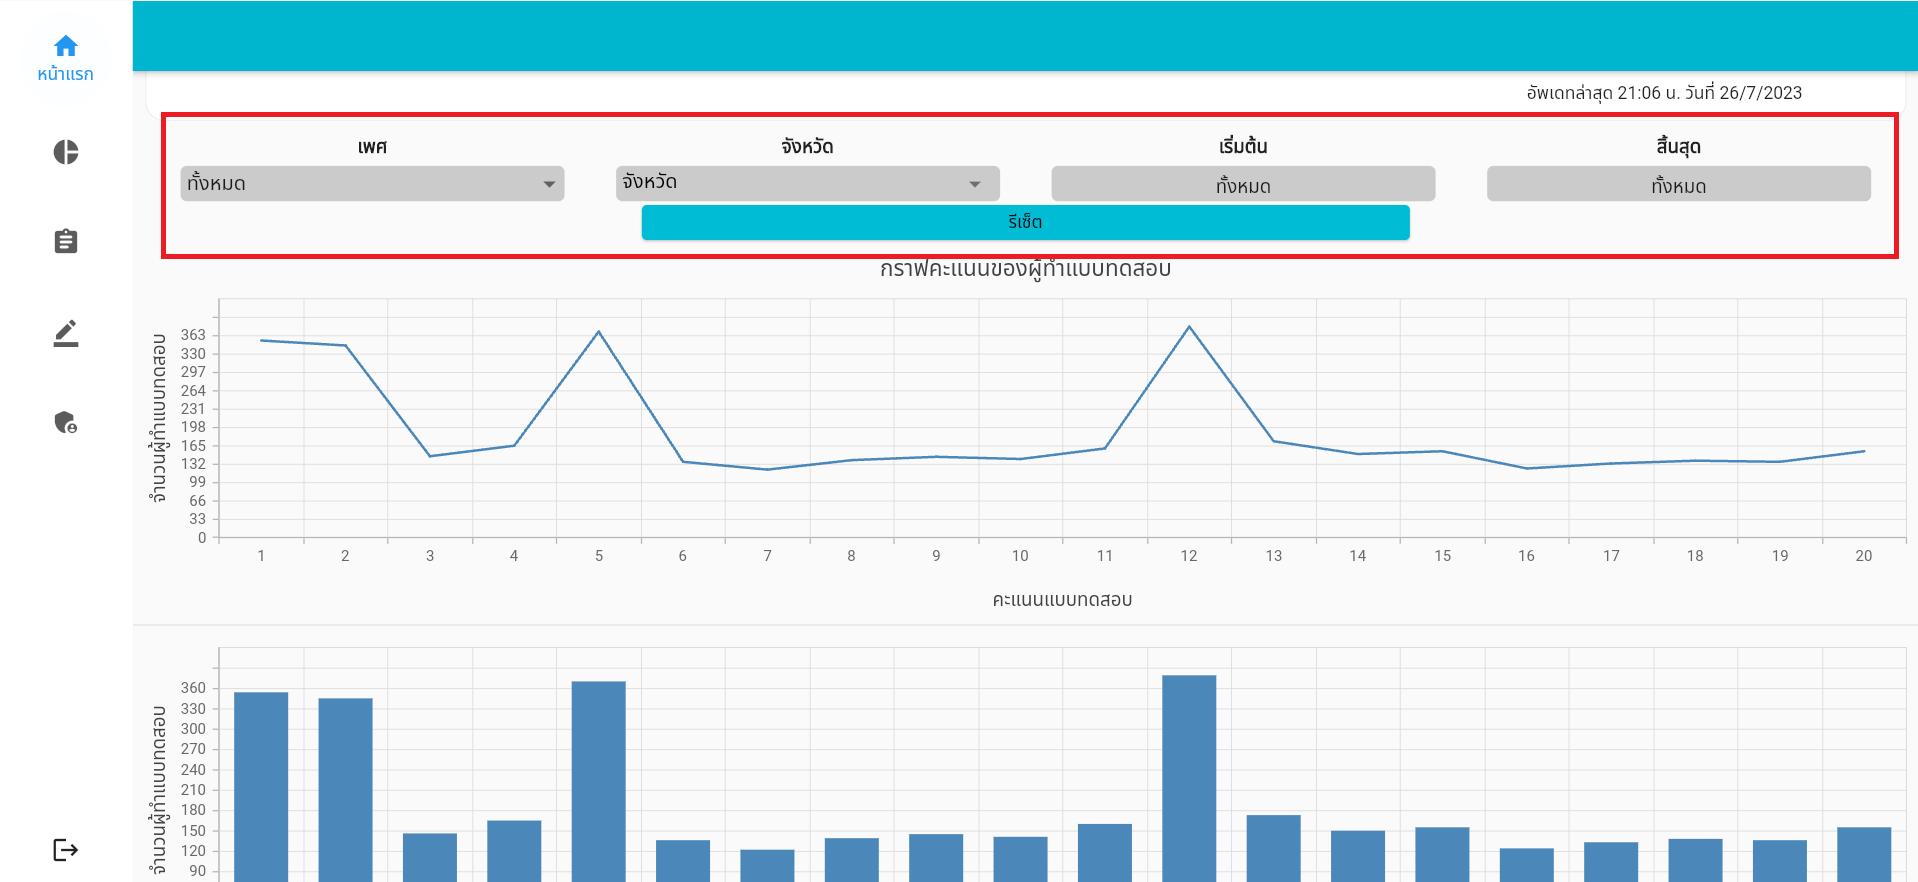 หน้าแรก
อัพเดทล่าสุด 21:06 น. วันที่ 26/7/2023
เพศ จังหวัด เริ่มต้น สิ้นสุด
ทั้งหมด จังหวัด ทั้งหมด ทั้งหมด
รีเซ็ต
กราฟคะแนนของผู้ทำแบบทดสอบ
จำนวนผู้ทำแบบทดสอบ
363
330
297
264
231
198
165
132
99
66
33
0
1 2 3 4 5 6 7 8 9 10 11 12 13 14 15 16 17 18 19 20
คะแนนแบบทดสอบ
จำนวนผู้ทำแบบทดสอบ
360
330
300
270
240
210
180
150
120
90